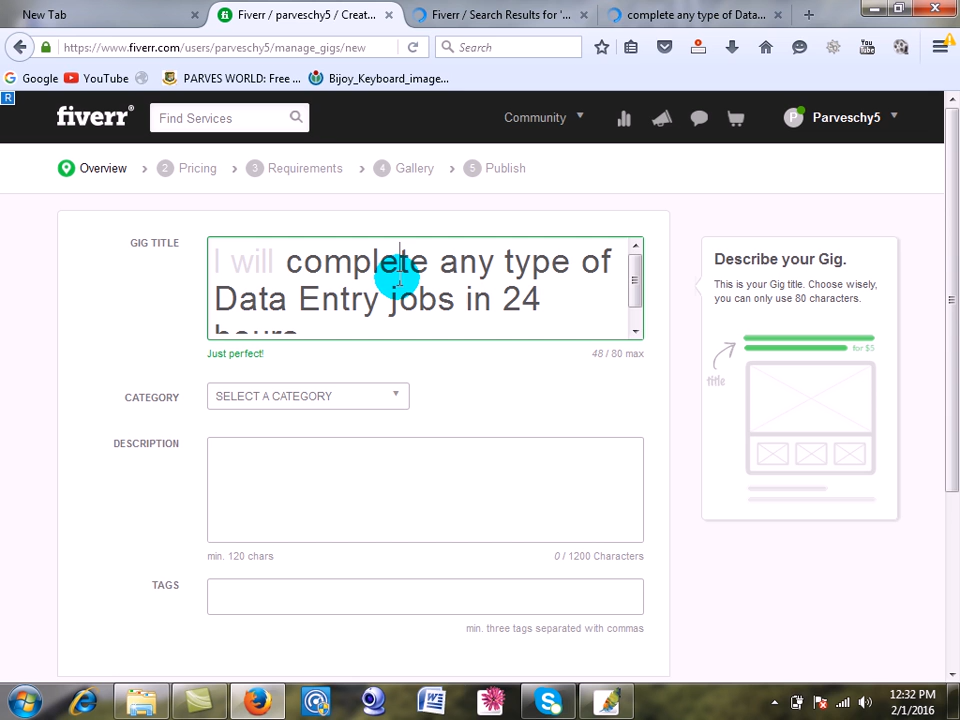 New Tab
Fiverr / parveschy5 / Creat...
Fiverr / Search Results for '...
complete any type of Data...
https://www.fiverr.com/users/parveschy5/manage_gigs/new
Search
You
Tube
Google
YouTube
PARVES WORLD: Free ...
Bijoy_Keyboard_image...
R
fiverr®
Find Services
Community
P
Parveschy5
Overview
2 Pricing
3 Requirements
4 Gallery
5 Publish
GIG TITLE
I will complete any type of
Data Entry jobs in 24
hours
Just perfect!
48 / 80 max
Describe your Gig.
This is your Gig title. Choose wisely,
you can only use 80 characters.
for $5
title
CATEGORY
SELECT A CATEGORY
DESCRIPTION
min. 120 chars
0 / 1200 Characters
TAGS
min. three tags separated with commas
12:32 PM
2/1/2016